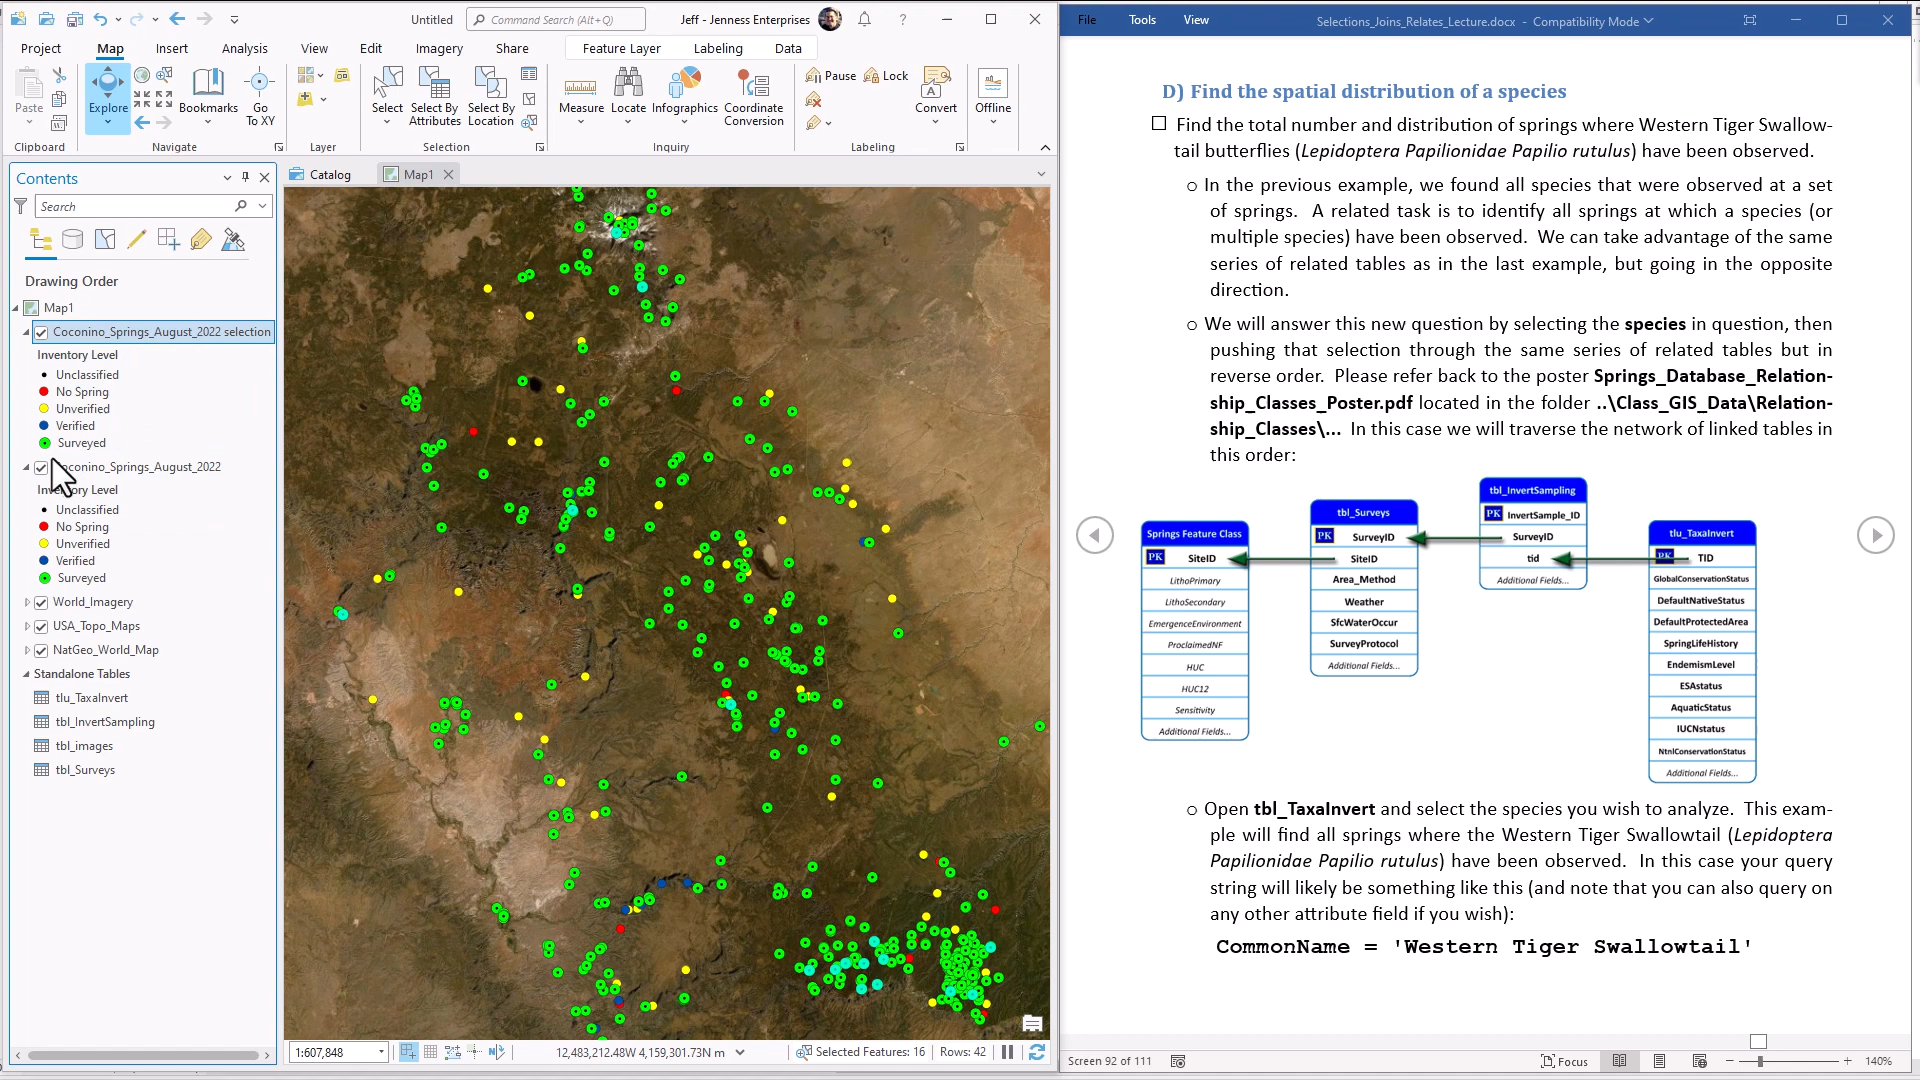 Untitled
Command Search (Alt+Q)
Jeff - Jenness Enterprises
?
Project
Map
Insert
Analysis
View
Edit
Imagery
Share
Feature Layer
Labeling
Data
Paste
Explore
Bookmarks
Go
To XY
Select
Select By
Attributes
Select By
Location
Measure
Locate
Infographics
Coordinate
Conversion
Pause
Lock
Convert
Offline
Clipboard
Navigate
Layer
Selection
Inquiry
Labeling
Contents
Search
Drawing Order
Map1
Coconino_Springs_August_2022 selection
Inventory Level
Unclassified
No Spring
Unverified
Verified
Surveyed
oconino_Springs_August_2022
Inventory Level
Unclassified
No Spring
Unverified
Verified
Surveyed
World_Imagery
USA_Topo_Maps
NatGeo_World_Map
Standalone Tables
tlu_TaxaInvert
tbl_InvertSampling
tbl_images
tbl_Surveys
Catalog
Map1
1:607,848
12,483,212.48W 4,159,301.73N m
Selected Features: 16
Rows: 42
File
Tools
View
Selections_Joins_Relates_Lecture.docx - Compatibility Mode
D) Find the spatial distribution of a species
Find the total number and distribution of springs where Western Tiger Swallow-
tail butterflies (Lepidoptera Papilionidae Papilio rutulus) have been observed.
o In the previous example, we found all species that were observed at a set
of springs. A related task is to identify all springs at which a species (or
multiple species) have been observed. We can take advantage of the same
series of related tables as in the last example, but going in the opposite
direction.
o We will answer this new question by selecting the species in question, then
pushing that selection through the same series of related tables but in
reverse order. Please refer back to the poster Springs_Database_Relation-
ship_Classes_Poster.pdf located in the folder ..\Class_GIS_Data\Relation-
ship_Classes\... In this case we will traverse the network of linked tables in
this order:
Springs Feature Class
PK SiteID
LithoPrimary
LithoSecondary
EmergenceEnvironment
ProclaimedNF
HUC
HUC12
Sensitivity
Additional Fields...
tbl_Surveys
PK SurveyID
SiteID
Area_Method
Weather
SfcWaterOccur
SurveyProtocol
Additional Fields...
tbl_InvertSampling
PK InvertSample_ID
SurveyID
tid
Additional Fields...
tlu_TaxaInvert
PK TID
GlobalConservationStatus
DefaultNativeStatus
DefaultProtectedArea
SpringLifeHistory
EndemismLevel
ESAstatus
AquaticStatus
IUCNstatus
NtnlConservationStatus
Additional Fields...
o Open tbl_TaxaInvert and select the species you wish to analyze. This exam-
ple will find all springs where the Western Tiger Swallowtail (Lepidoptera
Papilionidae Papilio rutulus) have been observed. In this case your query
string will likely be something like this (and note that you can also query on
any other attribute field if you wish):
CommonName = 'Western Tiger Swallowtail'
Screen 92 of 111
Focus
140%